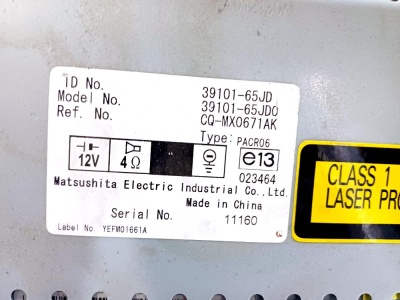 ID No. 39101-65JD
Model No. 39101-65JD0
Ref. No. CQ-MX0671AK
Type: PACR06
12V 4Ω e13
023464
Matsushita Electric Industrial Co.,Ltd.
Made in China
Serial No. 11160
Label No. YEFM01661A
CLASS 1
LASER PRO